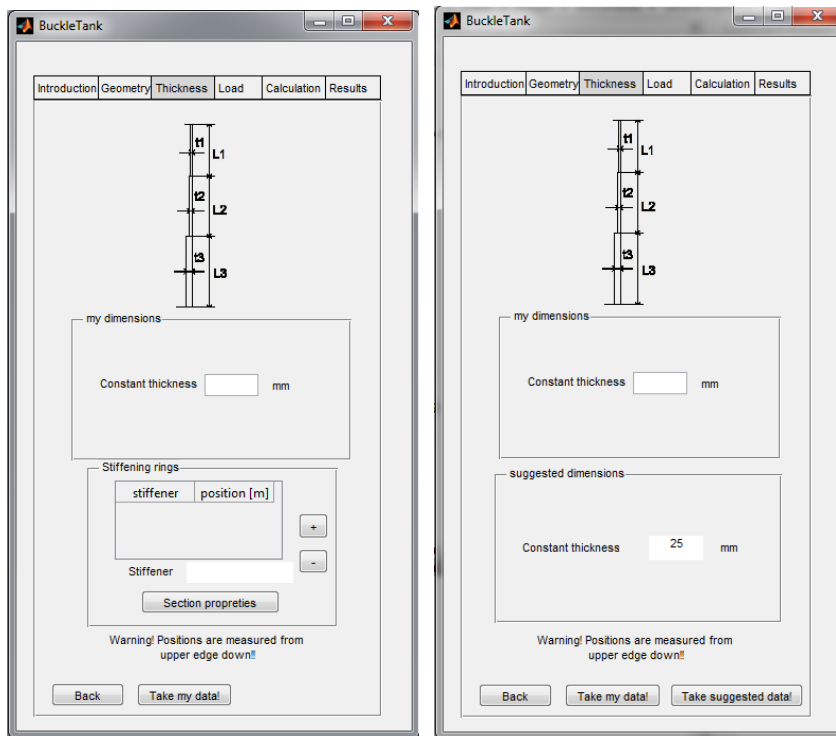 BuckleTank
Introduction Geometry Thickness Load Calculation Results
t1
L1
t2
L2
t3
L3
my dimensions
Constant thickness mm
Stiffening rings
stiffener position [m]
+
-
Stiffener
Section propreties
Warning! Positions are measured from
upper edge down!!
Back Take my data!
BuckleTank
Introduction Geometry Thickness Load Calculation Results
t1
L1
t2
L2
t3
L3
my dimensions
Constant thickness mm
suggested dimensions
Constant thickness 25 mm
Warning! Positions are measured from
upper edge down!!
Back Take my data! Take suggested data!